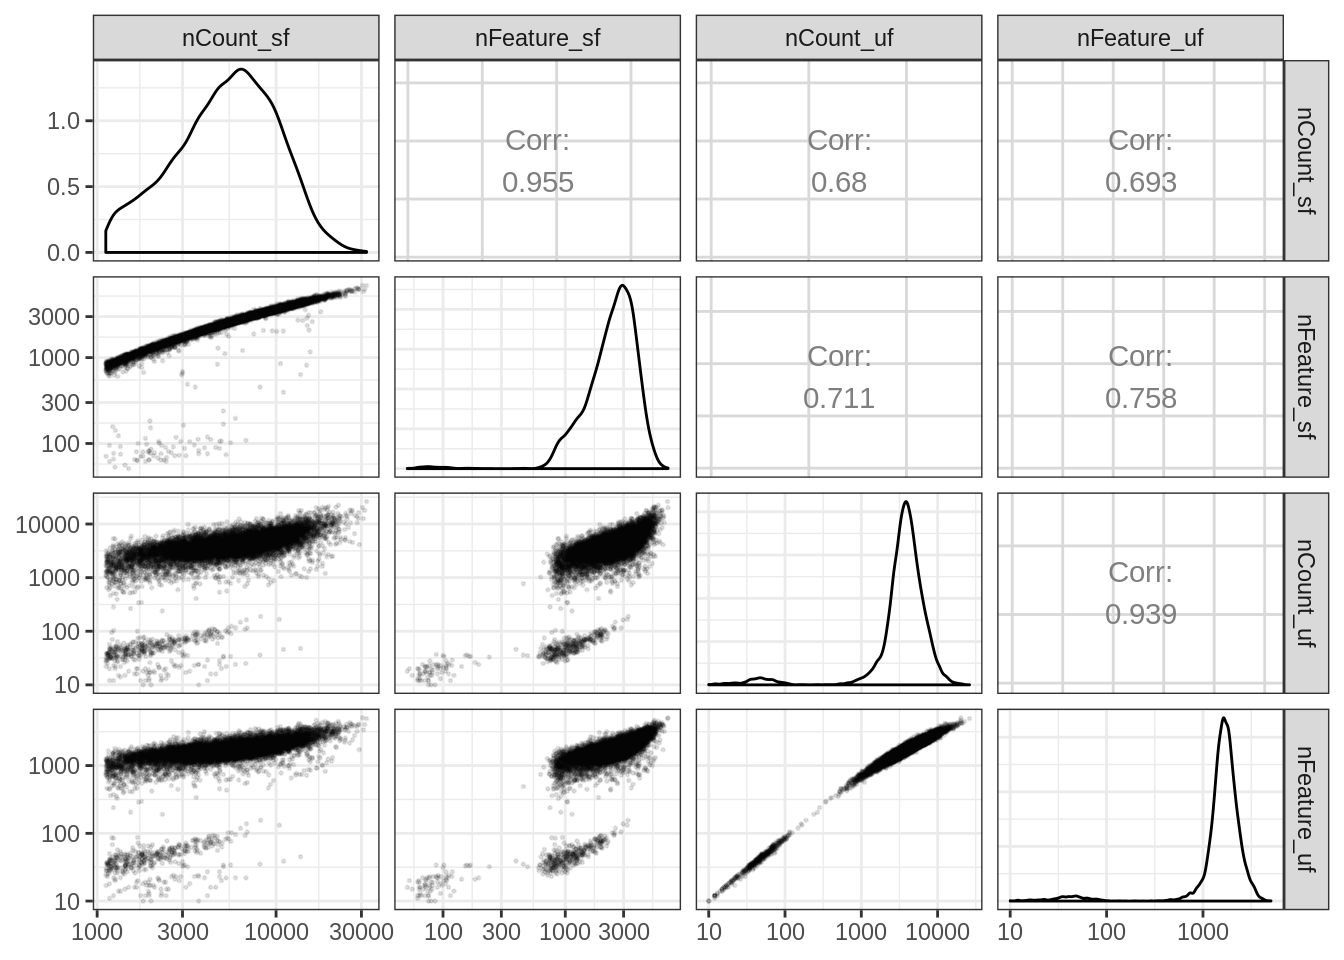 nCount_sf nFeature_sf nCount_uf nFeature_uf
1.0
0.5
0.0
Corr:
0.955
Corr:
0.68
Corr:
0.693
nCount_sf
3000
1000
300
100
Corr:
0.711
Corr:
0.758
nFeature_sf
10000
1000
100
10
Corr:
0.939
nCount_uf
1000
100
10
nFeature_uf
1000 3000 10000 30000 100 300 1000 3000 10 100 1000 10000 10 100 1000